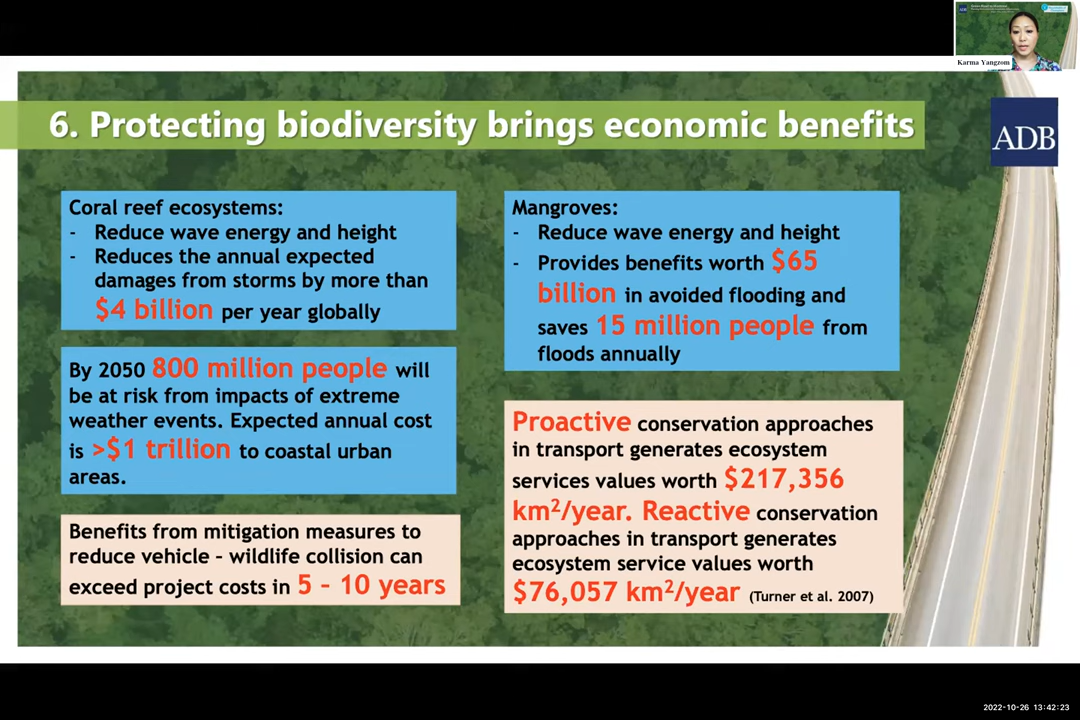 Karma Yangzom
6. Protecting biodiversity brings economic benefits
ADB
Coral reef ecosystems:
- Reduce wave energy and height
- Reduces the annual expected
damages from storms by more than
$4 billion per year globally
By 2050 800 million people will
be at risk from impacts of extreme
weather events. Expected annual cost
is >$1 trillion to coastal urban
areas.
Benefits from mitigation measures to
reduce vehicle – wildlife collision can
exceed project costs in 5 – 10 years
Mangroves:
- Reduce wave energy and height
- Provides benefits worth $65
billion in avoided flooding and
saves 15 million people from
floods annually
Proactive conservation approaches
in transport generates ecosystem
services values worth $217,356
km²/year. Reactive conservation
approaches in transport generates
ecosystem service values worth
$76,057 km²/year (Turner et al. 2007)
2022-10-26 13:42:23